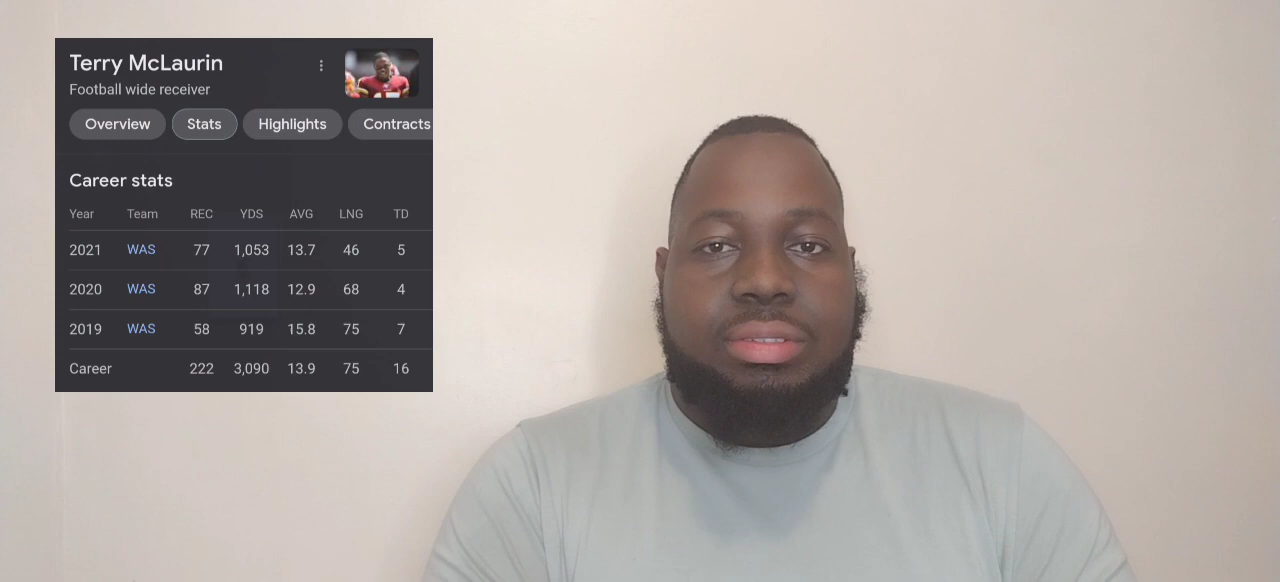 Terry McLaurin
Football wide receiver
Overview Stats Highlights Contracts
Career stats
Year Team REC YDS AVG LNG TD
2021 WAS 77 1,053 13.7 46 5
2020 WAS 87 1,118 12.9 68 4
2019 WAS 58 919 15.8 75 7
Career 222 3,090 13.9 75 16